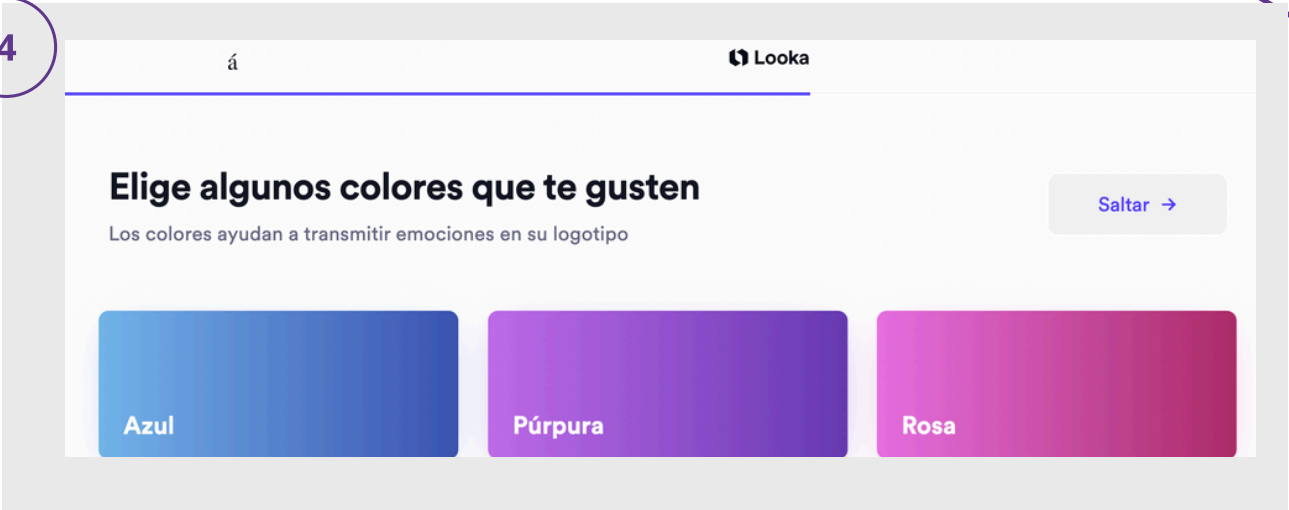 4
á
Looka
Elige algunos colores que te gusten
Los colores ayudan a transmitir emociones en su logotipo
Saltar →
Azul
Púrpura
Rosa